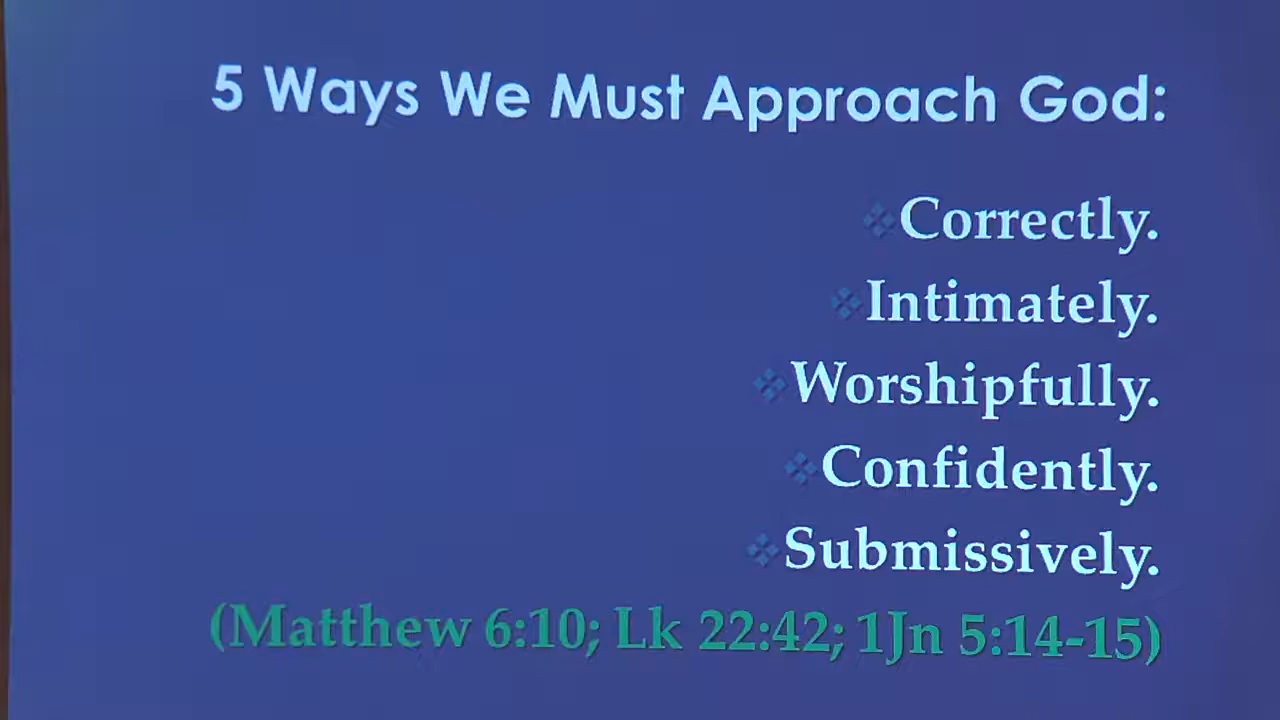 5 Ways We Must Approach God:
Correctly.
Intimately.
Worshipfully.
Confidently.
Submissively.
(Matthew 6:10; Lk 22:42; 1Jn 5:14-15)